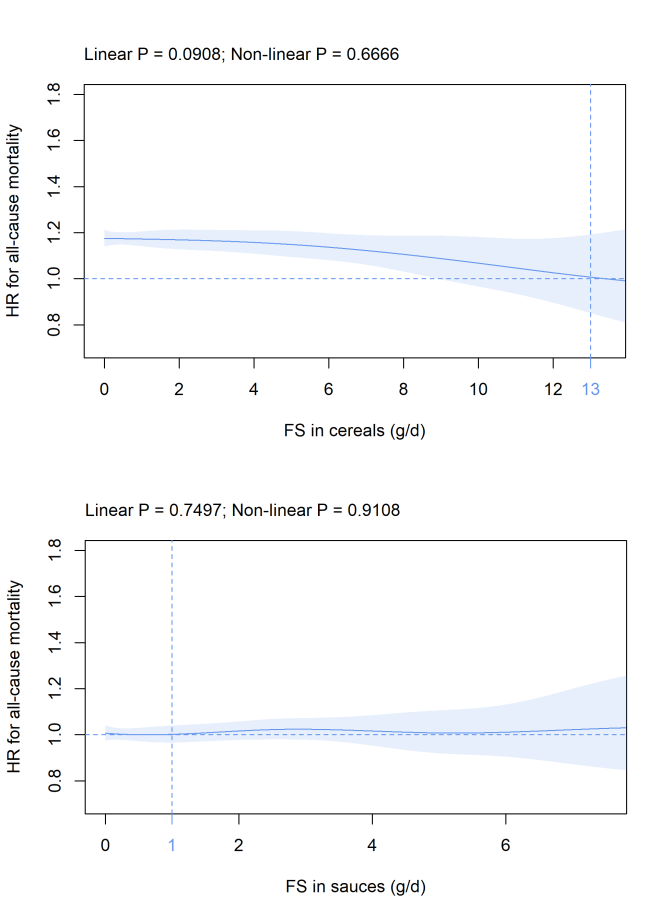 Linear P = 0.0908; Non-linear P = 0.6666
HR for all-cause mortality
1.8
1.6
1.4
1.2
1.0
0.8
0 2 4 6 8 10 12 13
FS in cereals (g/d)
Linear P = 0.7497; Non-linear P = 0.9108
HR for all-cause mortality
1.8
1.6
1.4
1.2
1.0
0.8
0 1 2 4 6
FS in sauces (g/d)